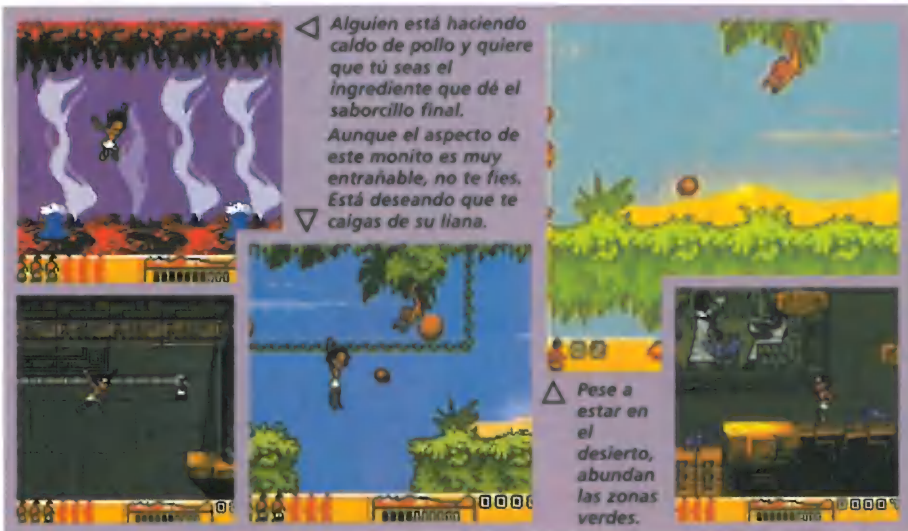 Alguien está haciendo
caldo de pollo y quiere
que tú seas el
ingrediente que dé el
saborcillo final.
Aunque el aspecto de
este monito es muy
entrañable, no te fies.
Está deseando que te
caigas de su liana.
Pese a
estar en
el
desierto,
abundan
las zonas
verdes.